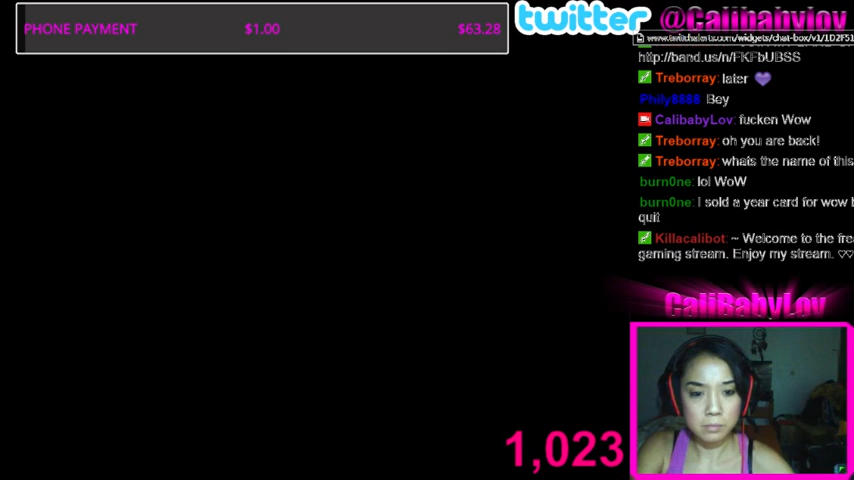 PHONE PAYMENT $1.00 $63.28
twitter @Calibabylov
http://band.us/n/FKFbUBSS
Treborray: later
Phily8888 Bey
CalibabyLov: fucken Wow
Treborray: oh you are back!
Treborray: whats the name of this
burn0ne: lol WoW
burn0ne: I sold a year card for wow
quit
Killacalibot: ~ Welcome to the fre
gaming stream. Enjoy my stream. ♡♡
CaliBabyLov
1,023